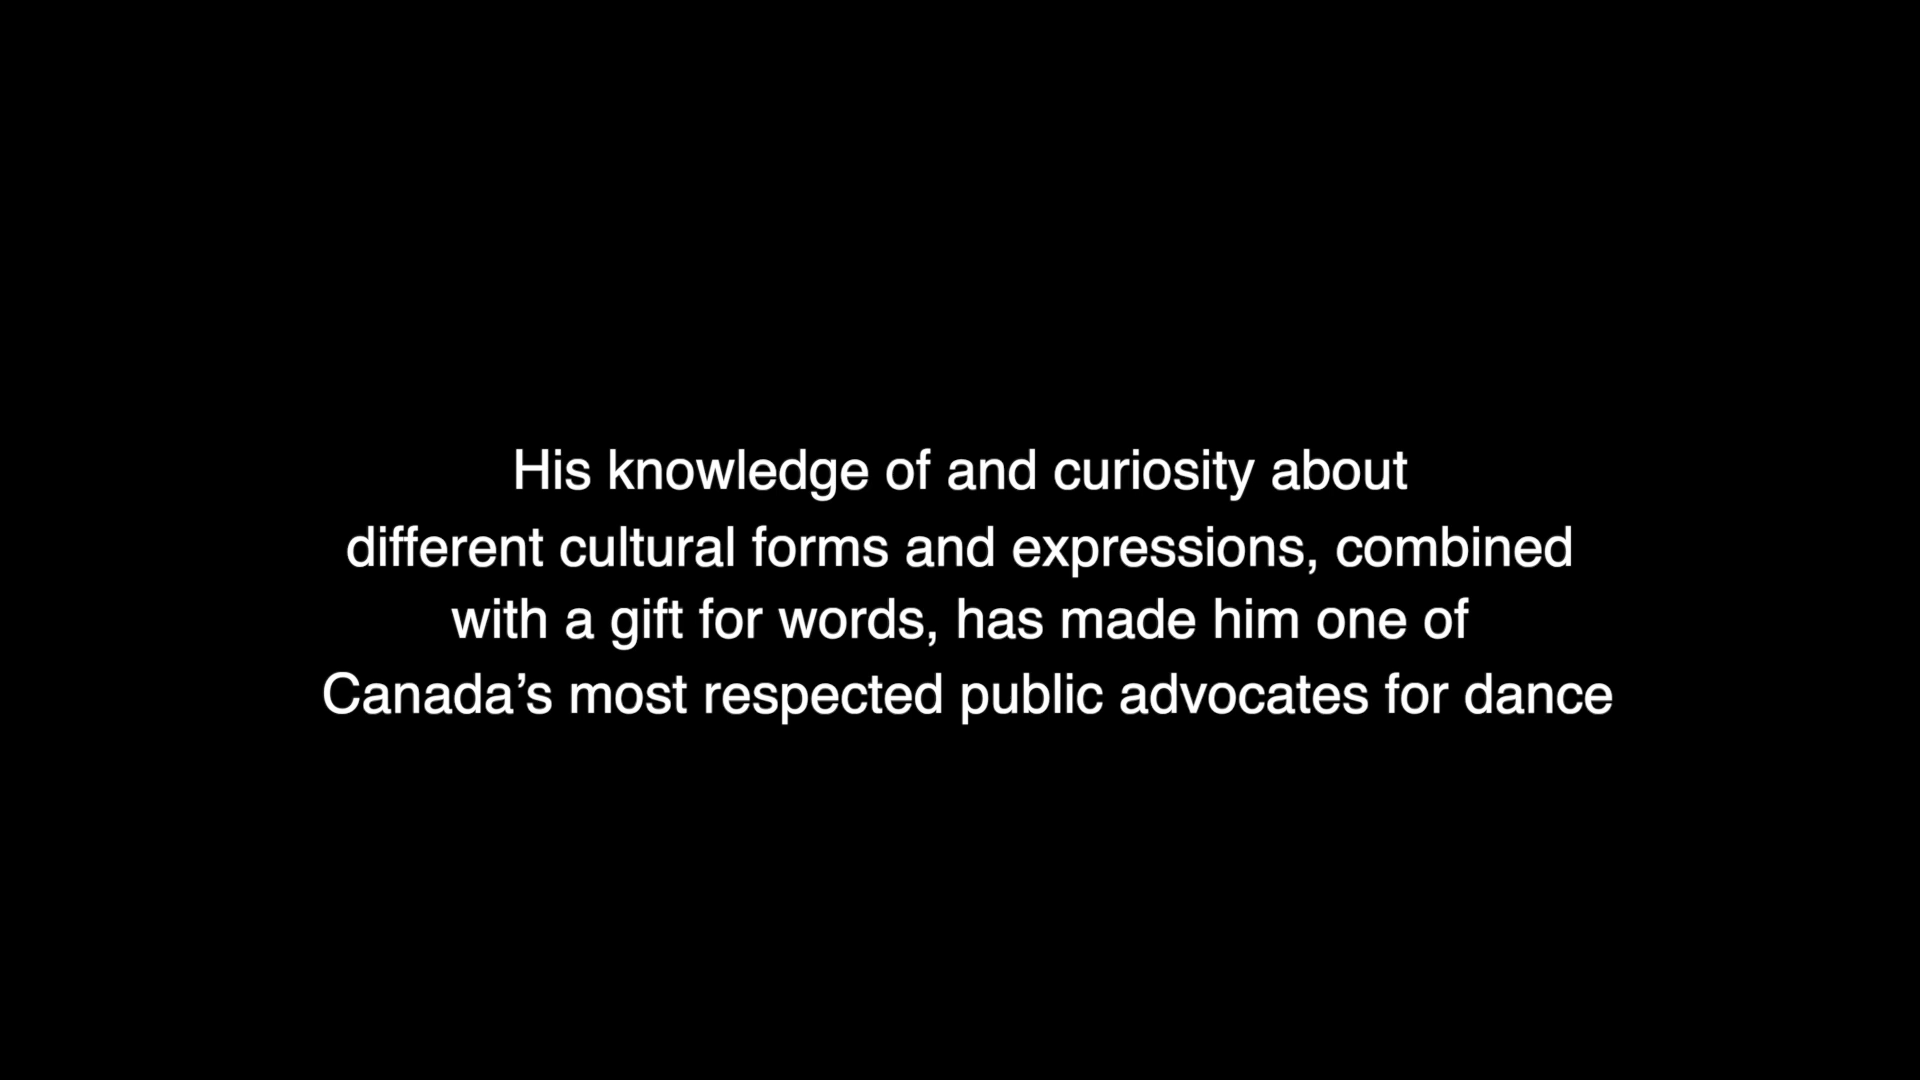 His knowledge of and curiosity about
different cultural forms and expressions, combined
with a gift for words, has made him one of
Canada’s most respected public advocates for dance